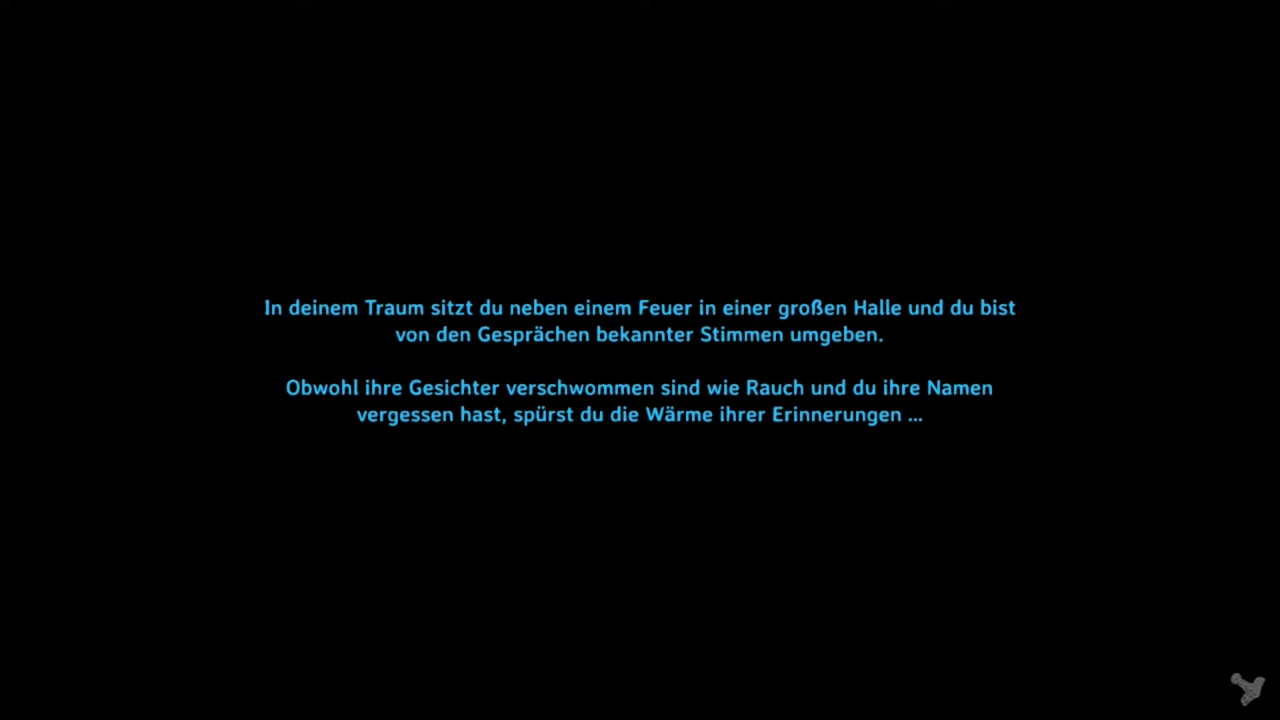 In deinem Traum sitzt du neben einem Feuer in einer großen Halle und du bist
von den Gesprächen bekannter Stimmen umgeben.
Obwohl ihre Gesichter verschwommen sind wie Rauch und du ihre Namen
vergessen hast, spürst du die Wärme ihrer Erinnerungen ...